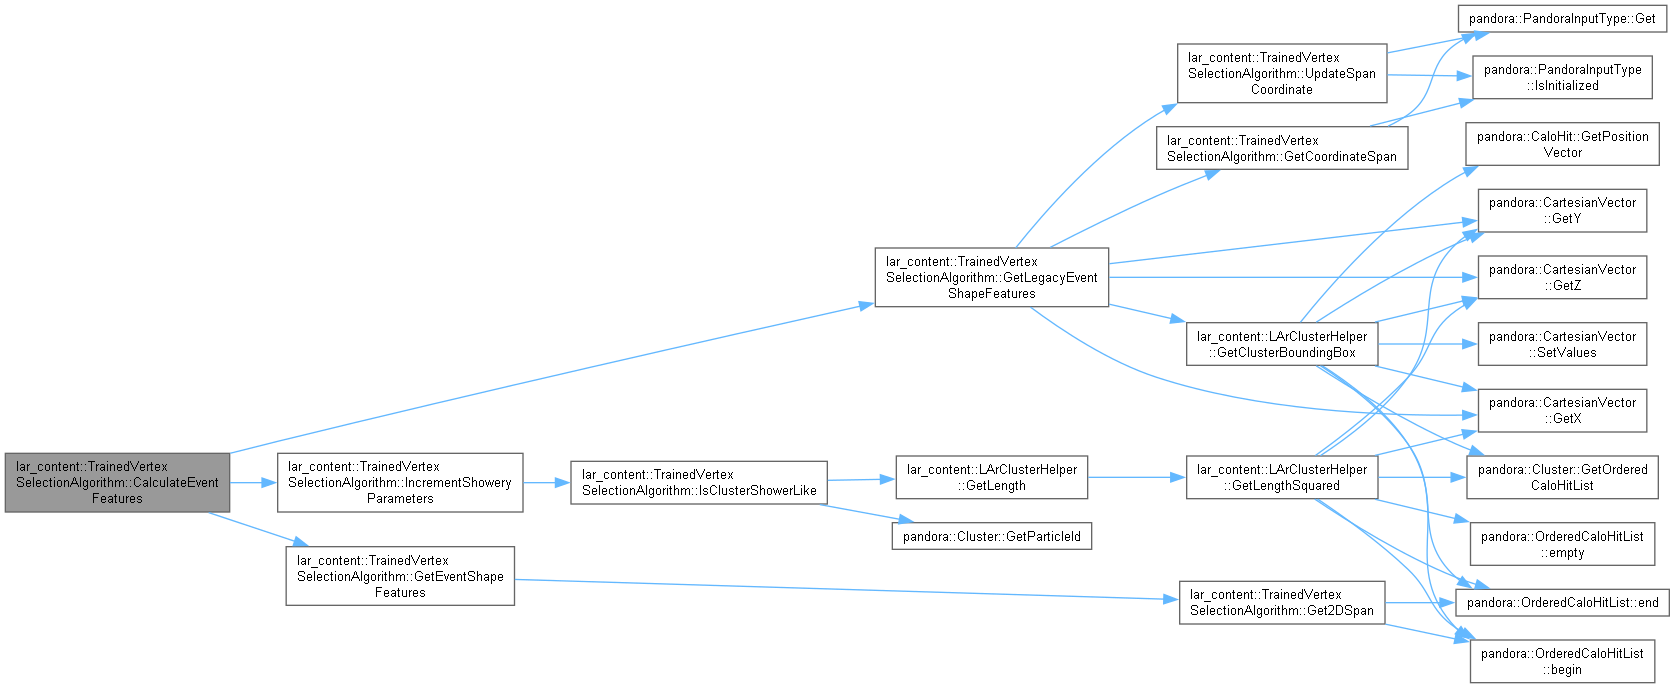 lar_content::TrainedVertex
SelectionAlgorithm::CalculateEvent
Features
lar_content::TrainedVertex
SelectionAlgorithm::GetLegacyEvent
ShapeFeatures
lar_content::TrainedVertex
SelectionAlgorithm::IncrementShowery
Parameters
lar_content::TrainedVertex
SelectionAlgorithm::GetEventShape
Features
lar_content::TrainedVertex
SelectionAlgorithm::UpdateSpan
Coordinate
lar_content::TrainedVertex
SelectionAlgorithm::GetCoordinateSpan
lar_content::LArClusterHelper
::GetClusterBoundingBox
lar_content::TrainedVertex
SelectionAlgorithm::IsClusterShowerLike
lar_content::LArClusterHelper
::GetLength
pandora::Cluster::GetParticleId
lar_content::LArClusterHelper
::GetLengthSquared
lar_content::TrainedVertex
SelectionAlgorithm::Get2DSpan
pandora::PandoraInputType::Get
pandora::PandoraInputType
::IsInitialized
pandora::CaloHit::GetPosition
Vector
pandora::CartesianVector
::GetY
pandora::CartesianVector
::GetZ
pandora::CartesianVector
::SetValues
pandora::CartesianVector
::GetX
pandora::Cluster::GetOrdered
CaloHitList
pandora::OrderedCaloHitList
::empty
pandora::OrderedCaloHitList::end
pandora::OrderedCaloHitList
::begin